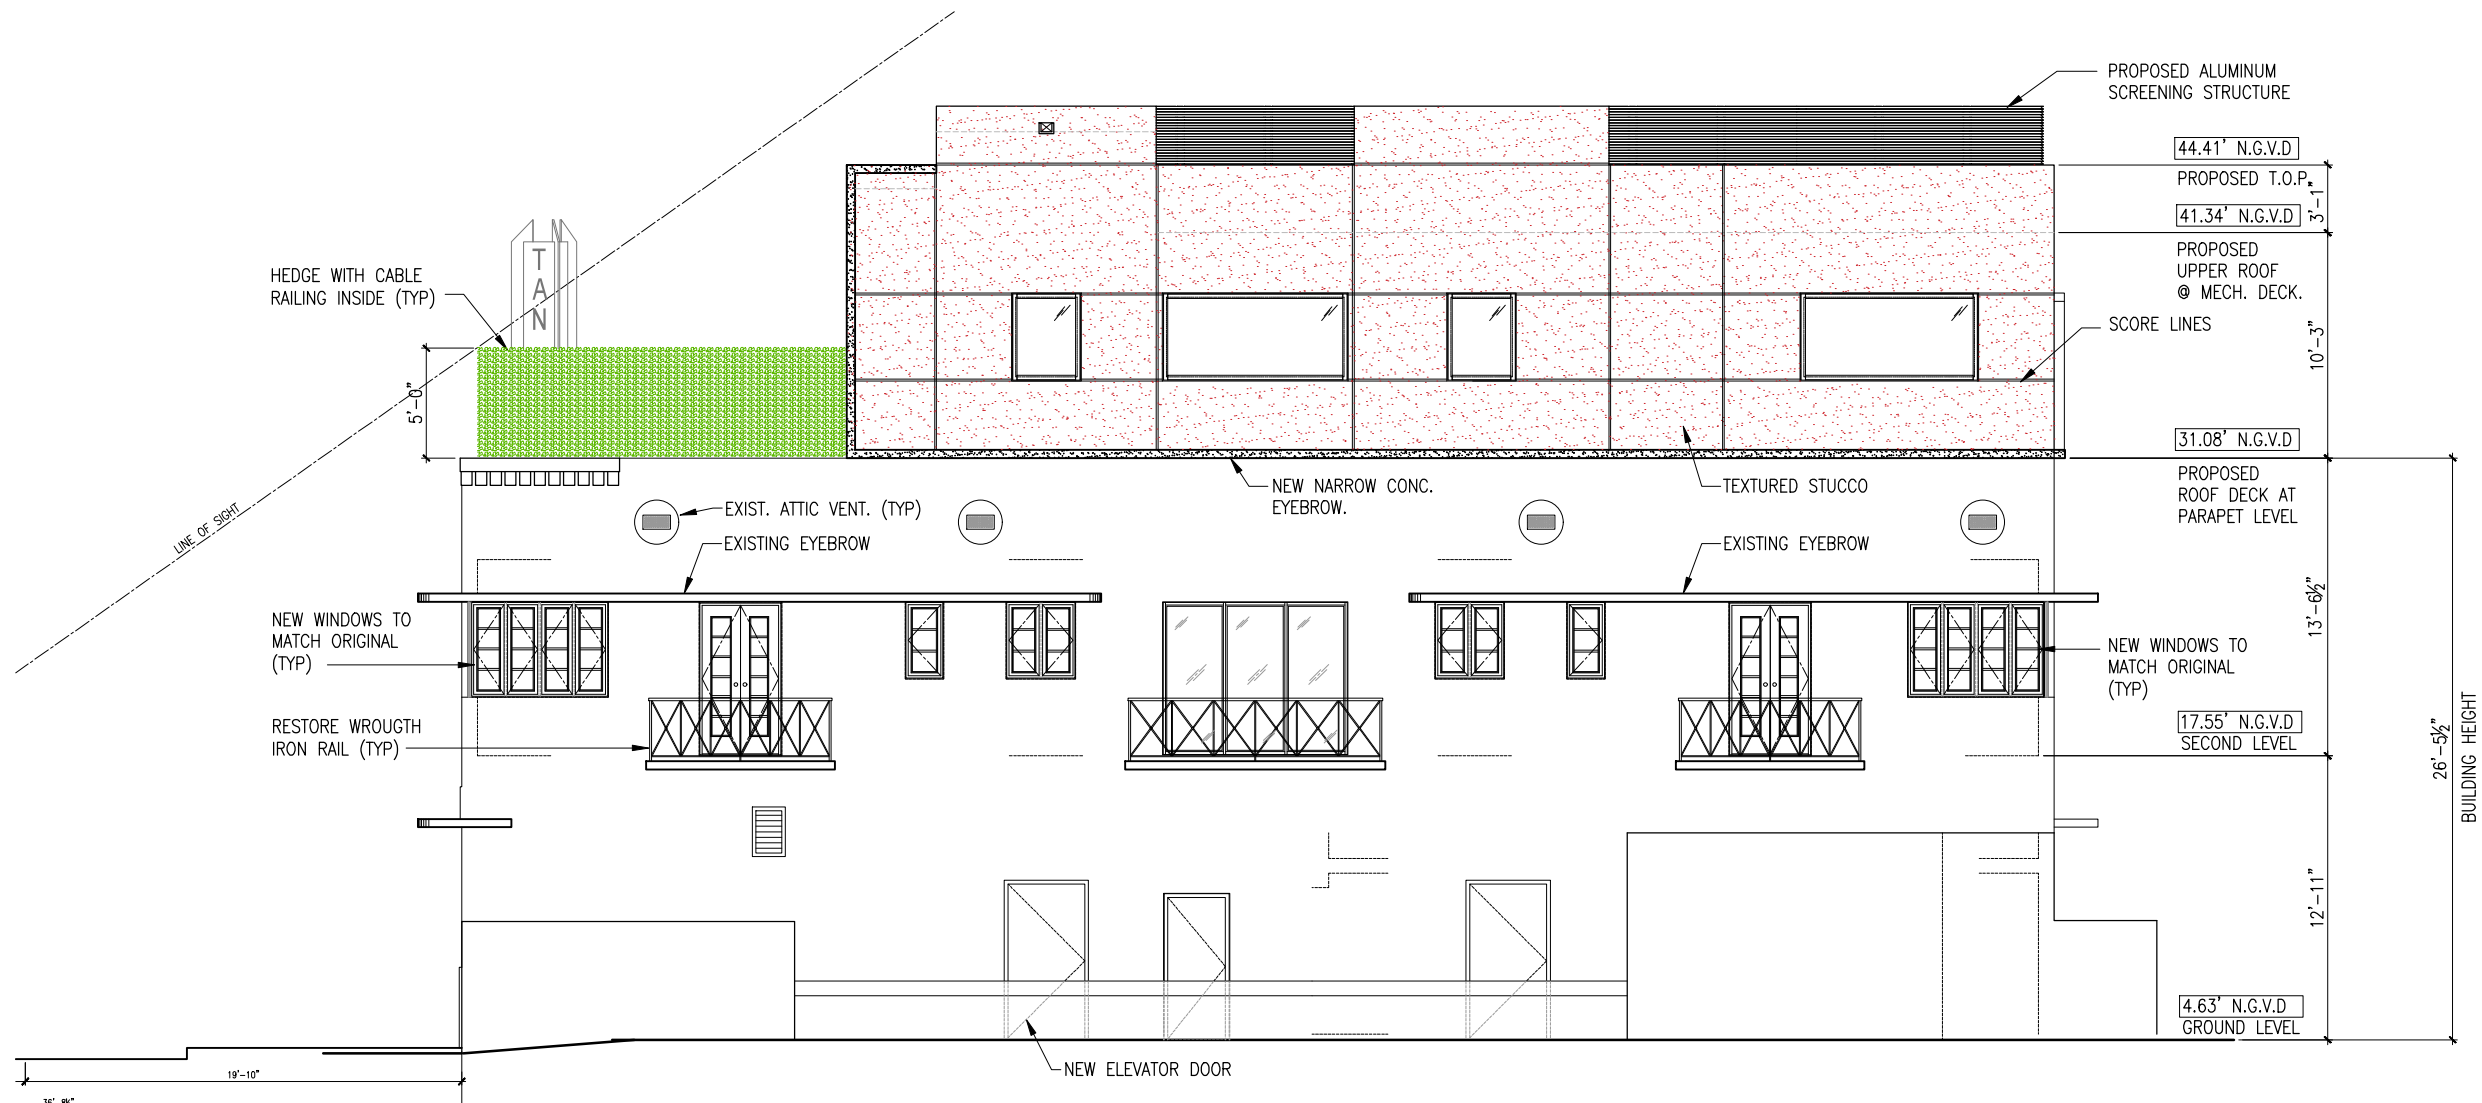 PROPOSED ALUMINUM
SCREENING STRUCTURE
44.41' N.G.V.D
PROPOSED T.O.P.
3'-1"
41.34' N.G.V.D
PROPOSED
UPPER ROOF
@ MECH. DECK.
TAN
HEDGE WITH CABLE
RAILING INSIDE (TYP)
SCORE LINES
10'-3"
5'-0"
31.08' N.G.V.D
PROPOSED
ROOF DECK AT
PARAPET LEVEL
NEW NARROW CONC.
EYEBROW.
TEXTURED STUCCO
LINE OF SIGHT
EXIST. ATTIC VENT. (TYP)
EXISTING EYEBROW
EXISTING EYEBROW
13'-6½"
NEW WINDOWS TO
MATCH ORIGINAL
(TYP)
NEW WINDOWS TO
MATCH ORIGINAL
(TYP)
RESTORE WROUGTH
IRON RAIL (TYP)
17.55' N.G.V.D
SECOND LEVEL
26'-5½"
BUILDING HEIGHT
12'-11"
4.63' N.G.V.D
GROUND LEVEL
NEW ELEVATOR DOOR
19'-10"